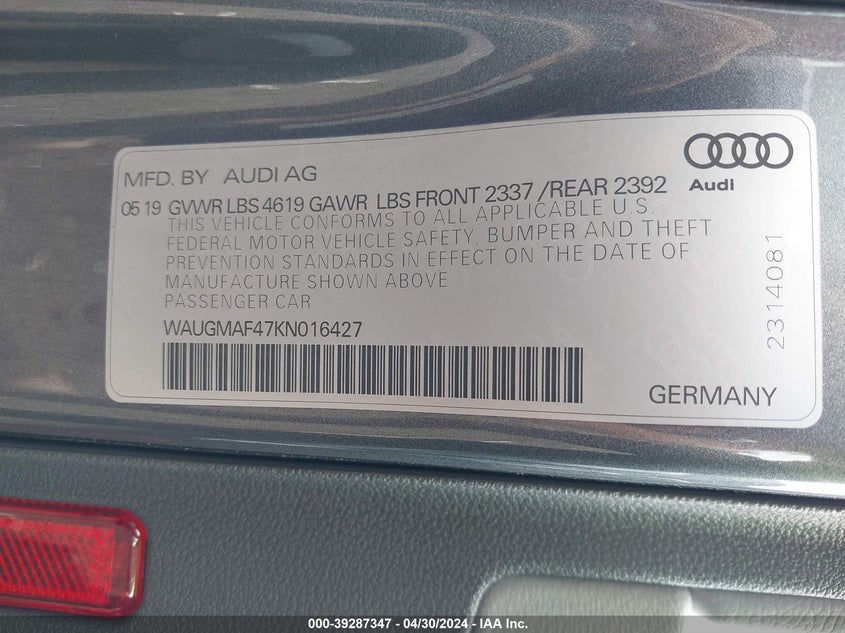 MFD. BY AUDI AG
Audi
05 19 GVWR LBS 4619 GAWR LBS FRONT 2337 /REAR 2392
THIS VEHICLE CONFORMS TO ALL APPLICABLE U.S.
FEDERAL MOTOR VEHICLE SAFETY, BUMPER AND THEFT
PREVENTION STANDARDS IN EFFECT ON THE DATE OF
MANUFACTURE SHOWN ABOVE
PASSENGER CAR
WAUGMAF47KN016427
2314081
GERMANY
000-39287347 - 04/30/2024 - © IAA Inc.